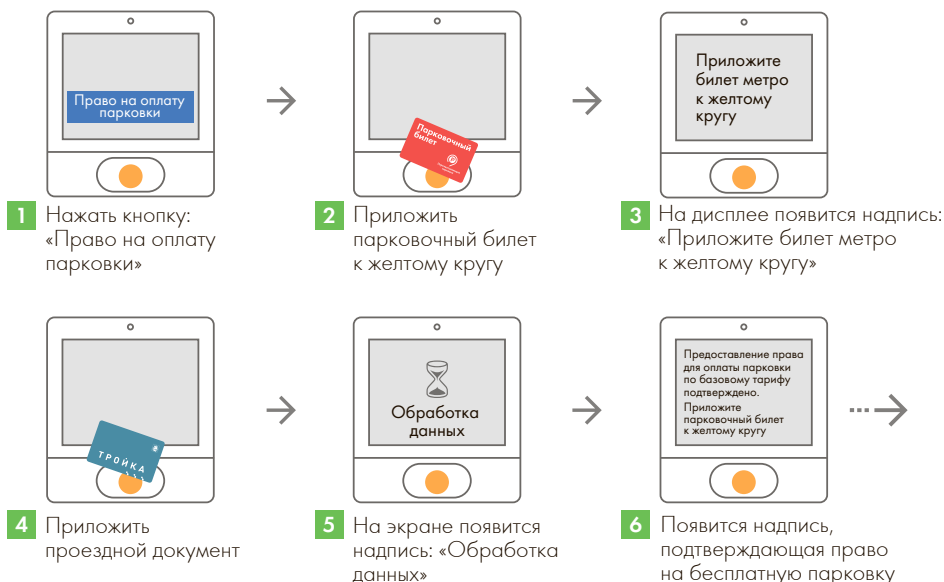 Право на оплату
парковки
1 Нажать кнопку:
«Право на оплату
парковки»
Парковочный
билет
2 Приложить
парковочный билет
к желтому кругу
Приложите
билет метро
к желтому
кругу
3 На дисплее появится надпись:
«Приложите билет метро
к желтому кругу»
ТРОЙКА
4 Приложить
проездной документ
Обработка
данных
5 На экране появится
надпись: «Обработка
данных»
Предоставление права
для оплаты парковки
по базовому тарифу
подтверждено.
Приложите
парковочный билет
к желтому кругу
6 Появится надпись,
подтверждающая право
на бесплатную парковку